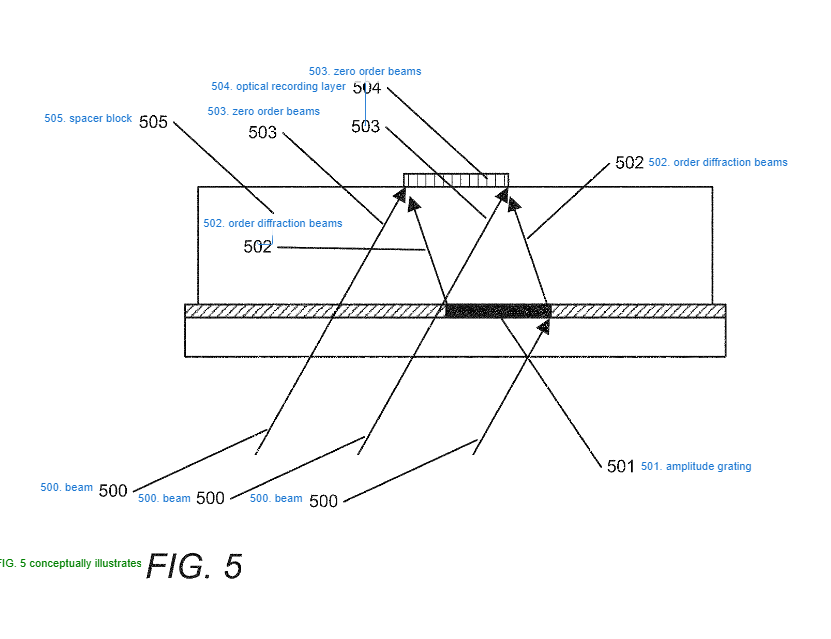 503. zero order beams
504. optical recording layer 504
503. zero order beams
505. spacer block 505
503
503
502 502. order diffraction beams
502. order diffraction beams
502
501 501. amplitude grating
500. beam 500
500. beam 500
500. beam 500
FIG. 5 conceptually illustrates FIG. 5